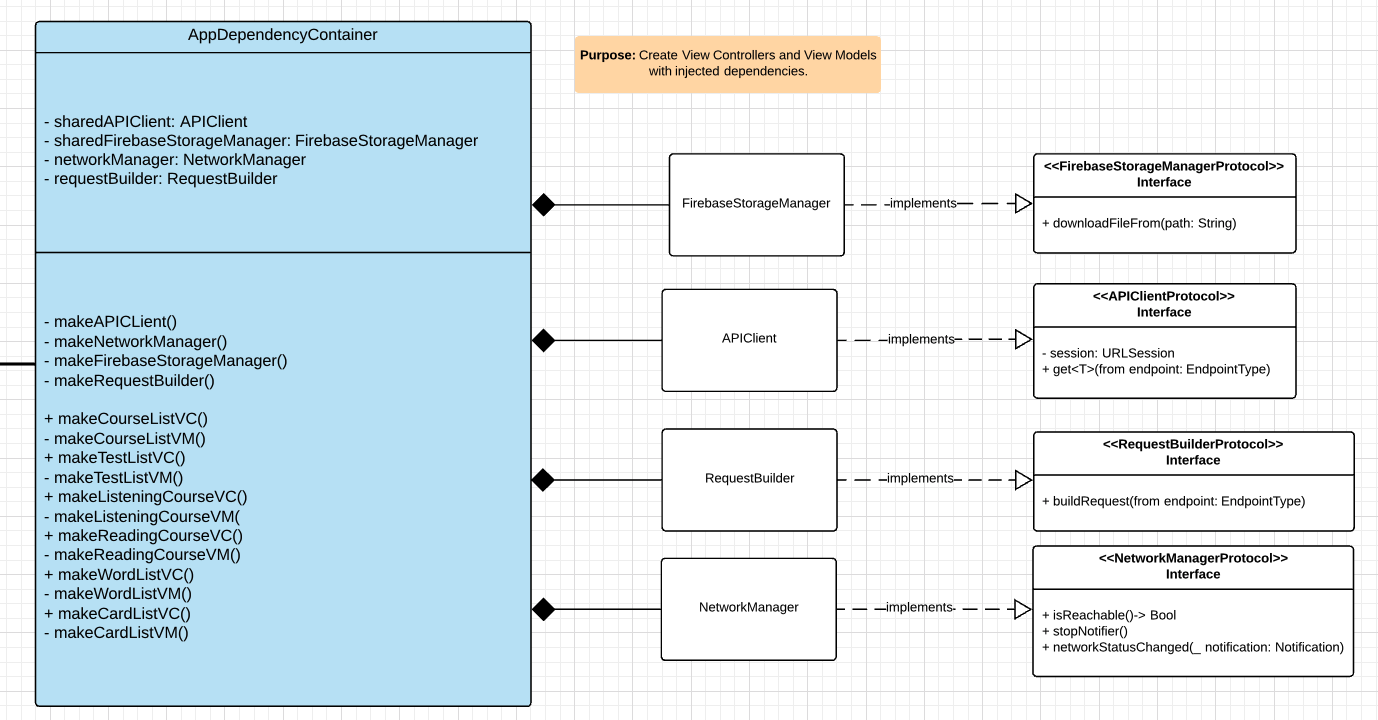 AppDependencyContainer
- sharedAPIClient: APIClient
- sharedFirebaseStorageManager: FirebaseStorageManager
- networkManager: NetworkManager
- requestBuilder: RequestBuilder
- makeAPICLient()
- makeNetworkManager()
- makeFirebaseStorageManager()
- makeRequestBuilder()
+ makeCourseListVC()
- makeCourseListVM()
+ makeTestListVC()
- makeTestListVM()
+ makeListeningCourseVC()
- makeListeningCourseVM(
+ makeReadingCourseVC()
- makeReadingCourseVM()
+ makeWordListVC()
- makeWordListVM()
+ makeCardListVC()
- makeCardListVM()
Purpose: Create View Controllers and View Models
with injected dependencies.
FirebaseStorageManager
implements
<<FirebaseStorageManagerProtocol>>
Interface
+ downloadFileFrom(path: String)
APIClient
implements
<<APIClientProtocol>>
Interface
- session: URLSession
+ get<T>(from endpoint: EndpointType)
RequestBuilder
implements
<<RequestBuilderProtocol>>
Interface
+ buildRequest(from endpoint: EndpointType)
NetworkManager
implements
<<NetworkManagerProtocol>>
Interface
+ isReachable()-> Bool
+ stopNotifier()
+ networkStatusChanged(_ notification: Notification)